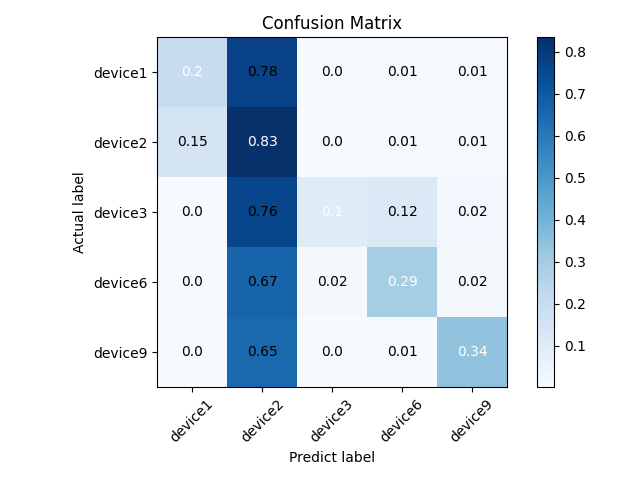 Confusion Matrix
device1 0.2 0.78 0.0 0.01 0.01
device2 0.15 0.83 0.0 0.01 0.01
device3 0.0 0.76 0.1 0.12 0.02
device6 0.0 0.67 0.02 0.29 0.02
device9 0.0 0.65 0.0 0.01 0.34
device1 device2 device3 device6 device9
Predict label
Actual label
0.8
0.7
0.6
0.5
0.4
0.3
0.2
0.1